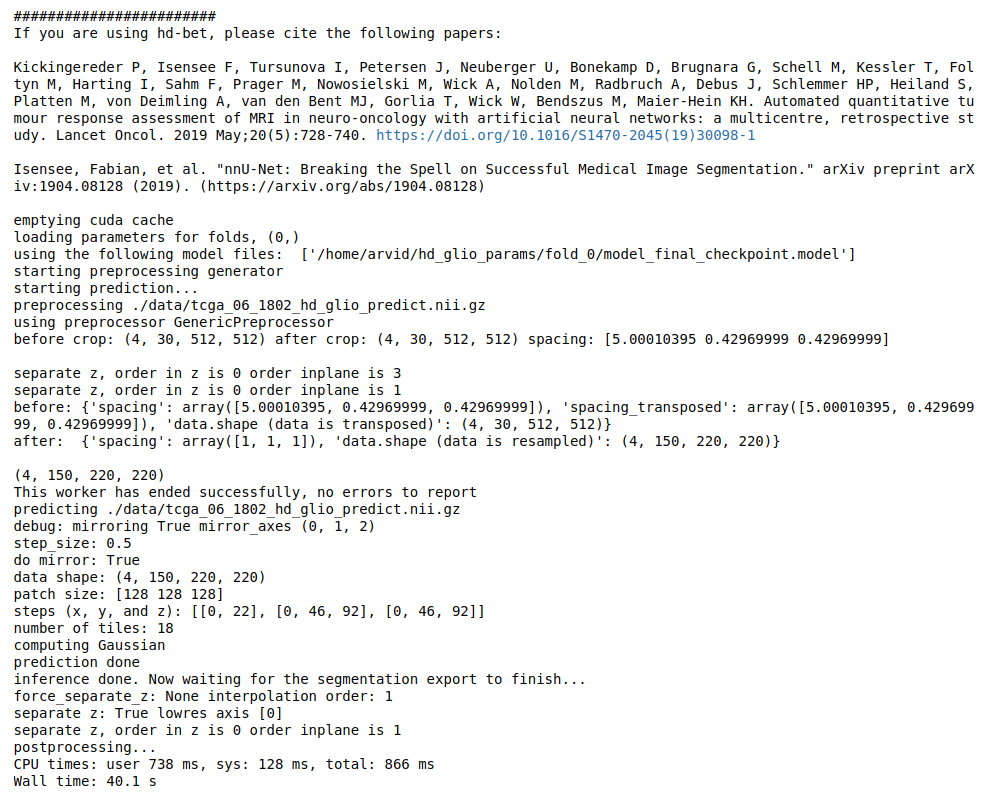 ########################
If you are using hd-bet, please cite the following papers:
Kickingereder P, Isensee F, Tursunova I, Petersen J, Neuberger U, Bonekamp D, Brugnara G, Schell M, Kessler T, Fol
tyn M, Harting I, Sahm F, Prager M, Nowosielski M, Wick A, Nolden M, Radbruch A, Debus J, Schlemmer HP, Heiland S,
Platten M, von Deimling A, van den Bent MJ, Gorlia T, Wick W, Bendszus M, Maier-Hein KH. Automated quantitative tu
mour response assessment of MRI in neuro-oncology with artificial neural networks: a multicentre, retrospective st
udy. Lancet Oncol. 2019 May;20(5):728-740. https://doi.org/10.1016/S1470-2045(19)30098-1
Isensee, Fabian, et al. "nnU-Net: Breaking the Spell on Successful Medical Image Segmentation." arXiv preprint arX
iv:1904.08128 (2019). (https://arxiv.org/abs/1904.08128)
emptying cuda cache
loading parameters for folds, (0,)
using the following model files:  ['/home/arvid/hd_glio_params/fold_0/model_final_checkpoint.model']
starting preprocessing generator
starting prediction...
preprocessing ./data/tcga_06_1802_hd_glio_predict.nii.gz
using preprocessor GenericPreprocessor
before crop: (4, 30, 512, 512) after crop: (4, 30, 512, 512) spacing: [5.00010395 0.42969999 0.42969999]
separate z, order in z is 0 order inplane is 3
separate z, order in z is 0 order inplane is 1
before: {'spacing': array([5.00010395, 0.42969999, 0.42969999]), 'spacing_transposed': array([5.00010395, 0.429699
99, 0.42969999]), 'data.shape (data is transposed)': (4, 30, 512, 512)}
after:  {'spacing': array([1, 1, 1]), 'data.shape (data is resampled)': (4, 150, 220, 220)}
(4, 150, 220, 220)
This worker has ended successfully, no errors to report
predicting ./data/tcga_06_1802_hd_glio_predict.nii.gz
debug: mirroring True mirror_axes (0, 1, 2)
step_size: 0.5
do mirror: True
data shape: (4, 150, 220, 220)
patch size: [128 128 128]
steps (x, y, and z): [[0, 22], [0, 46, 92], [0, 46, 92]]
number of tiles: 18
computing Gaussian
prediction done
inference done. Now waiting for the segmentation export to finish...
force_separate_z: None interpolation order: 1
separate z: True lowres axis [0]
separate z, order in z is 0 order inplane is 1
postprocessing...
CPU times: user 738 ms, sys: 128 ms, total: 866 ms
Wall time: 40.1 s